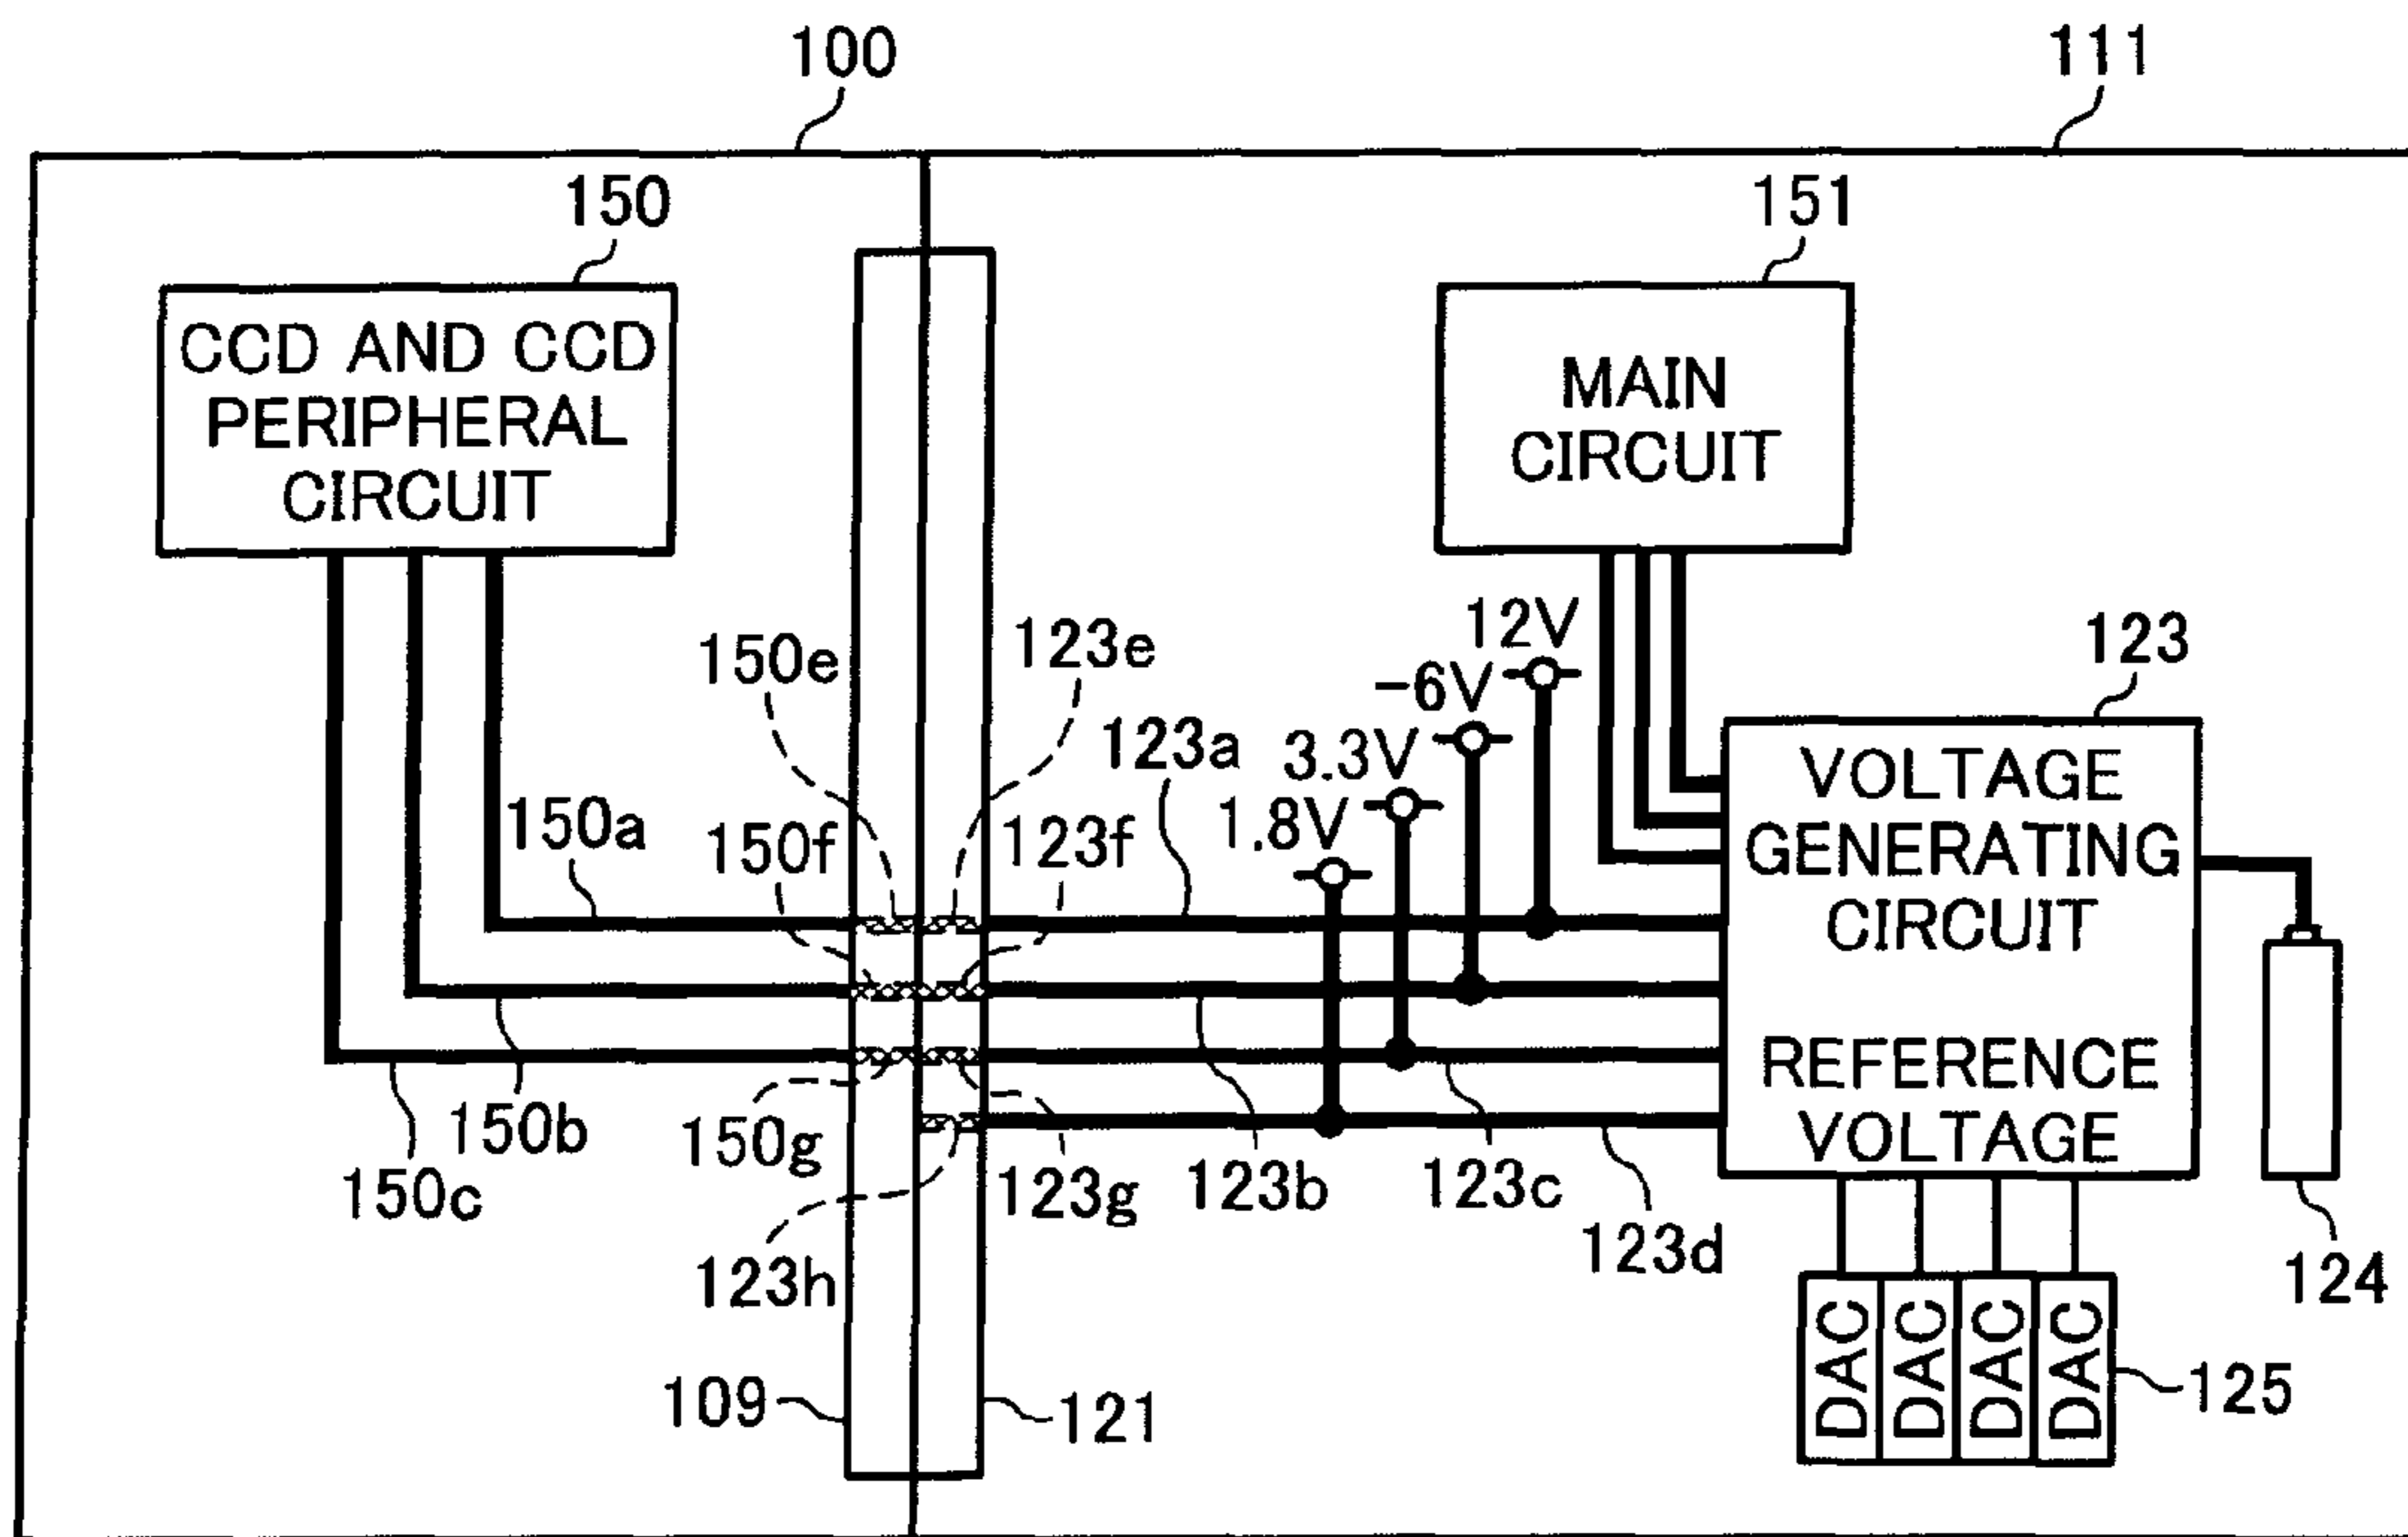 100
111
150
151
CCD AND CCD
PERIPHERAL
CIRCUIT
MAIN
CIRCUIT
12V
-6V
3.3V
1.8V
123
150e
123e
123a
150a
150f
123f
VOLTAGE
GENERATING
CIRCUIT
REFERENCE
VOLTAGE
150b
150g
150c
123g
123b
123c
123d
123h
124
DAC
DAC
DAC
DAC
125
109
121